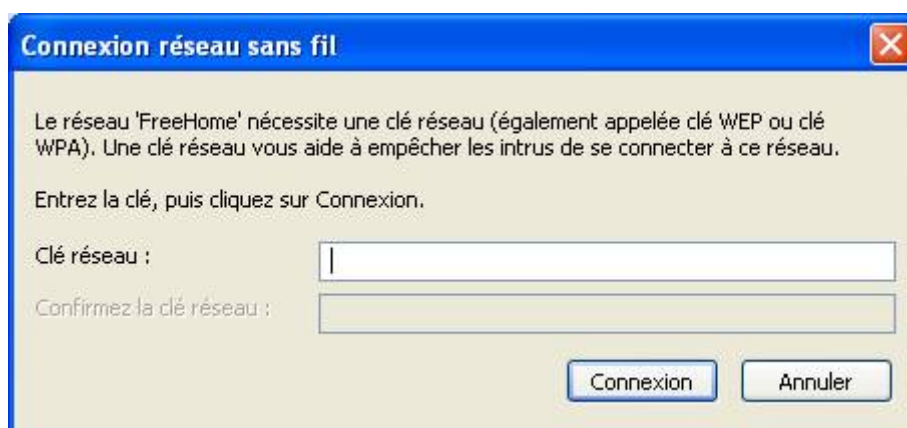 Connexion réseau sans fil
Le réseau 'FreeHome' nécessite une clé réseau (également appelée clé WEP ou clé
WPA). Une clé réseau vous aide à empêcher les intrus de se connecter à ce réseau.
Entrez la clé, puis cliquez sur Connexion.
Clé réseau :
Confirmez la clé réseau :
Connexion Annuler